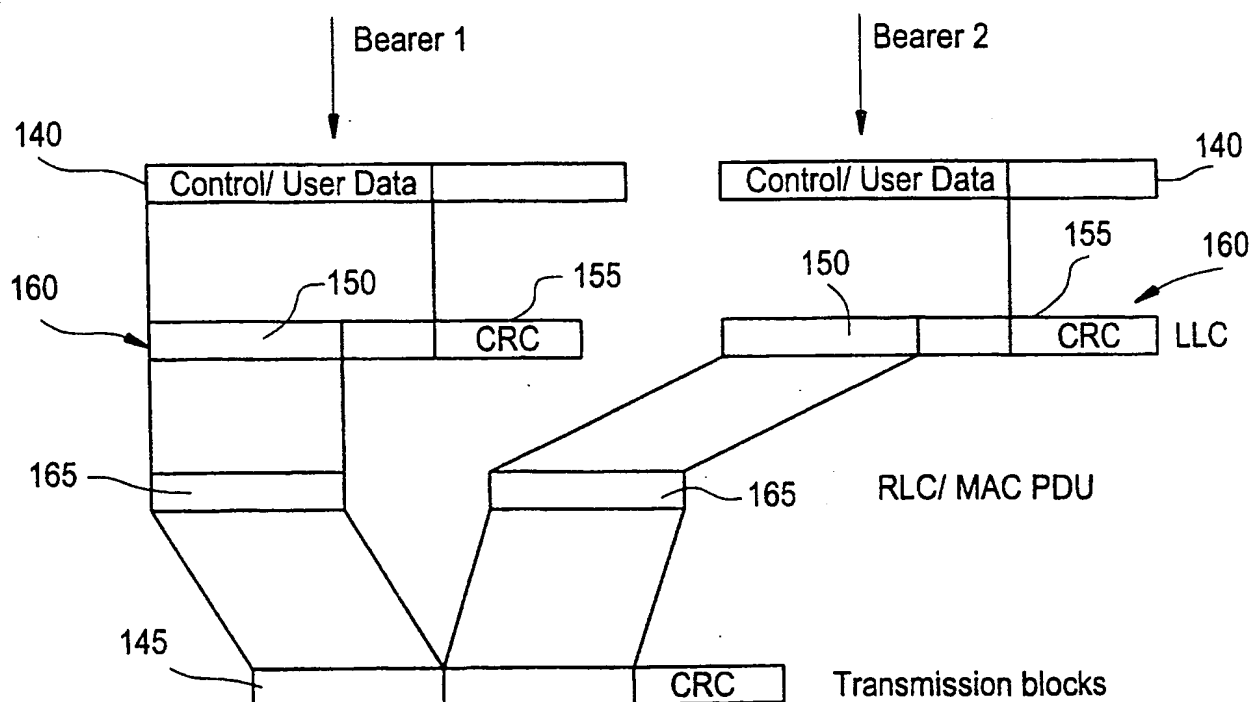 Bearer 1
Bearer 2
140
Control/ User Data
Control/ User Data
140
160
150
155
CRC
150
155
160
CRC
LLC
165
165
RLC/ MAC PDU
145
CRC
Transmission blocks